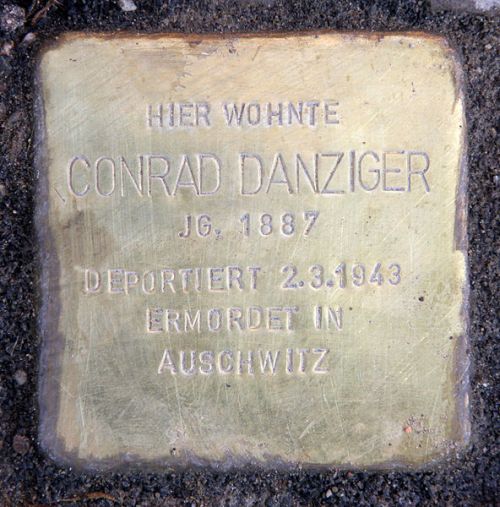 HIER WOHNTE
CONRAD DANZIGER
JG. 1887
DEPORTIERT 2.3.1943
ERMORDET IN
AUSCHWITZ